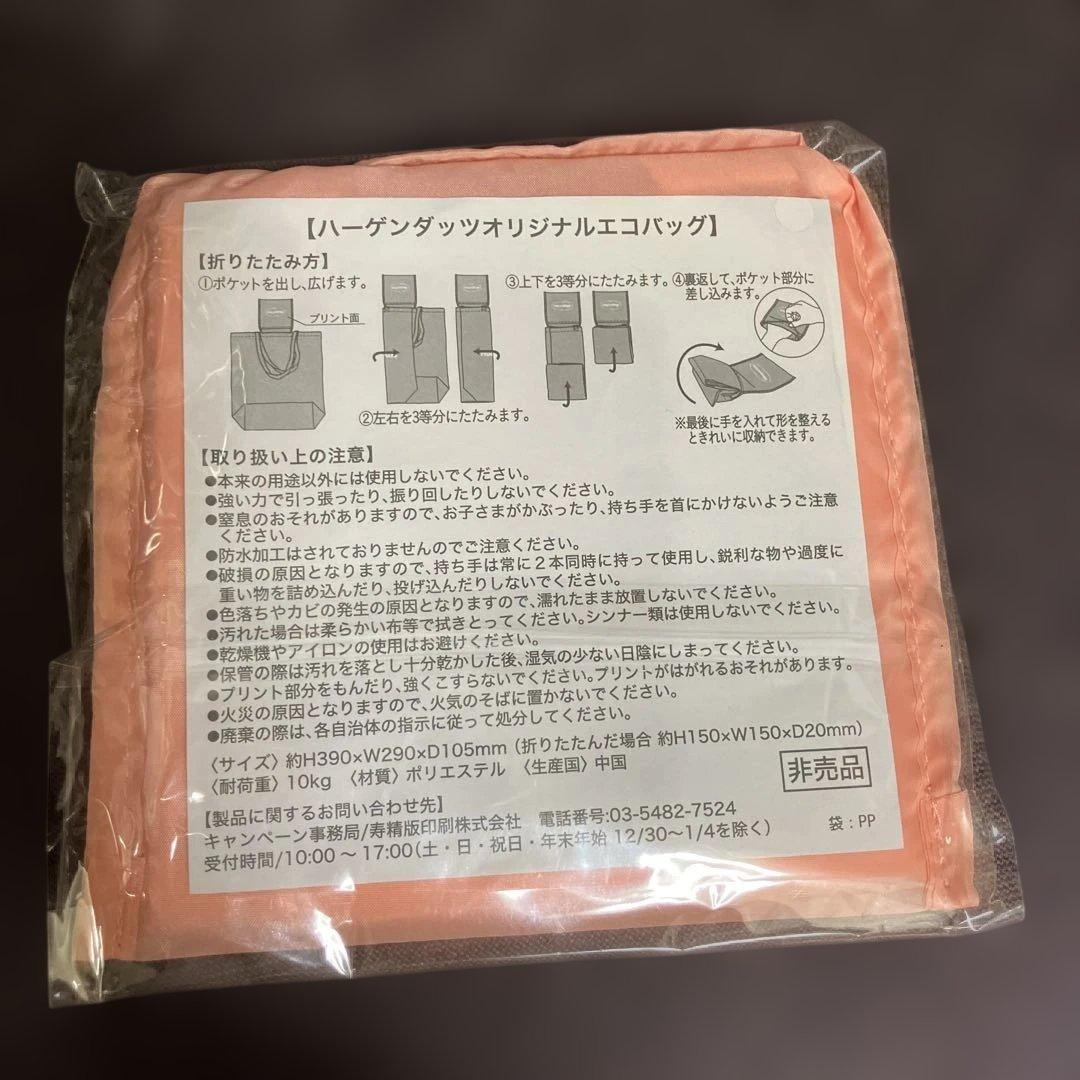 【ハーゲンダッツオリジナルエコバッグ】
【折りたたみ方】
①ポケットを出し、広げます。
プリント面
②左右を3等分にたたみます。
③上下を3等分にたたみます。
④裏返して、ポケット部分に
差し込みます。
※最後に手を入れて形を整える
ときれいに収納できます。
【取り扱い上の注意】
●本来の用途以外には使用しないでください。
●強い力で引っ張ったり、振り回したりしないでください。
●窒息のおそれがありますので、お子さまがかぶったり、持ち手を首にかけないようご注意
ください。
●防水加工はされておりませんのでご注意ください。
●破損の原因となりますので、持ち手は常に2本同時に持って使用し、鋭利な物や過度に
重い物を詰め込んだり、投げ込んだりしないでください。
●色落ちやカビの発生の原因となりますので、濡れたまま放置しないでください。
●汚れた場合は柔らかい布等で拭きとってください。シンナー類は使用しないでください。
●乾燥機やアイロンの使用はお避けください。
●保管の際は汚れを落とし十分乾かした後、湿気の少ない日陰にしまってください。
●プリント部分をもんだり、強くこすらないでください。プリントがはがれるおそれがあります。
●火災の原因となりますので、火気のそばに置かないでください。
●廃棄の際は、各自治体の指示に従って処分してください。
〈サイズ〉約H390×W290×D105mm（折りたたんだ場合 約H150×W150×D20mm）
〈耐荷重〉10kg 〈材質〉ポリエステル 〈生産国〉中国
非売品
【製品に関するお問い合わせ先】
キャンペーン事務局/寿精版印刷株式会社 電話番号:03-5482-7524
受付時間/10:00～17:00（土・日・祝日・年末年始 12/30～1/4を除く）
袋：PP